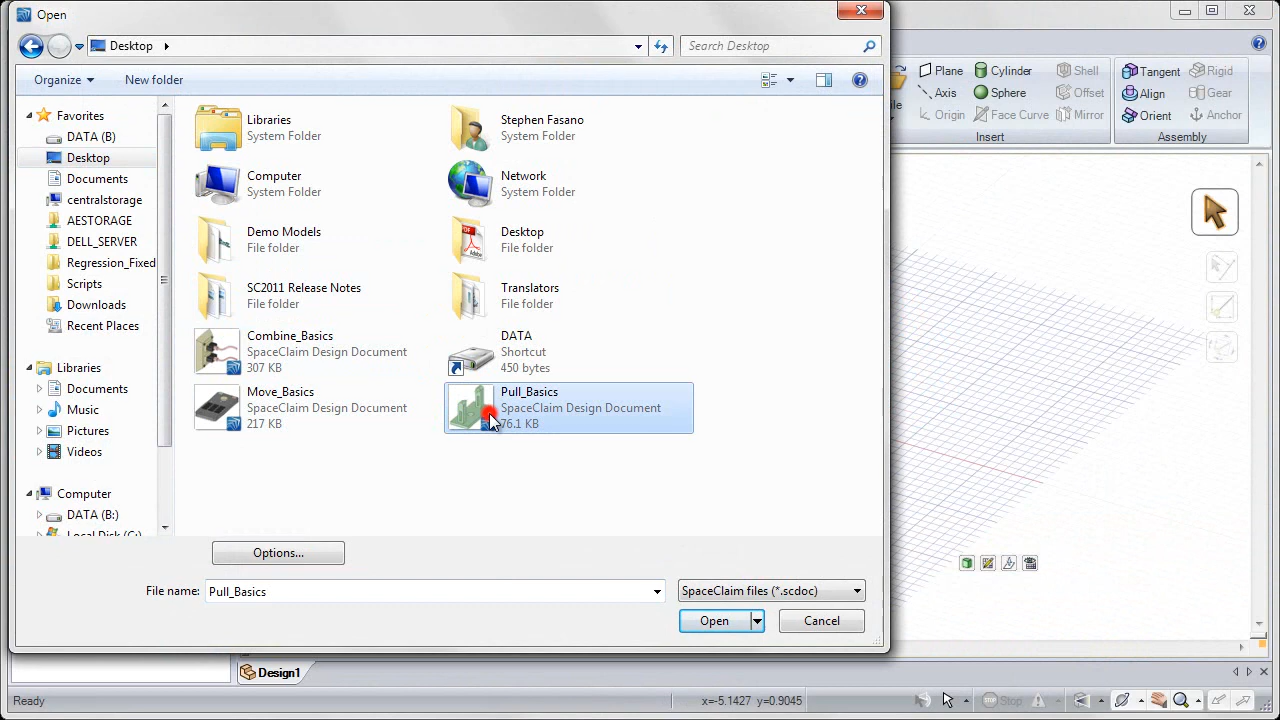 Open
Desktop
Search Desktop
Organize
New folder
Favorites
DATA (B)
Desktop
Documents
centralstorage
AESTORAGE
DELL_SERVER
Regression_Fixed
Scripts
Downloads
Recent Places
Libraries
Documents
Music
Pictures
Videos
Computer
DATA (B:)
Local Disk (C:)
Libraries
System Folder
Stephen Fasano
System Folder
Computer
System Folder
Network
System Folder
Demo Models
File folder
Desktop
File folder
SC2011 Release Notes
File folder
Translators
File folder
Combine_Basics
SpaceClaim Design Document
307 KB
DATA
Shortcut
450 bytes
Move_Basics
SpaceClaim Design Document
217 KB
Pull_Basics
SpaceClaim Design Document
76.1 KB
Options...
File name:
Pull_Basics
SpaceClaim files (*.scdoc)
Open
Cancel
Plane
Cylinder
Shell
Axis
Sphere
Offset
Origin
Face Curve
Mirror
Insert
Tangent
Rigid
Align
Gear
Orient
Anchor
Assembly
Design1
Ready
x=-5.1427 y=0.9045
Stop